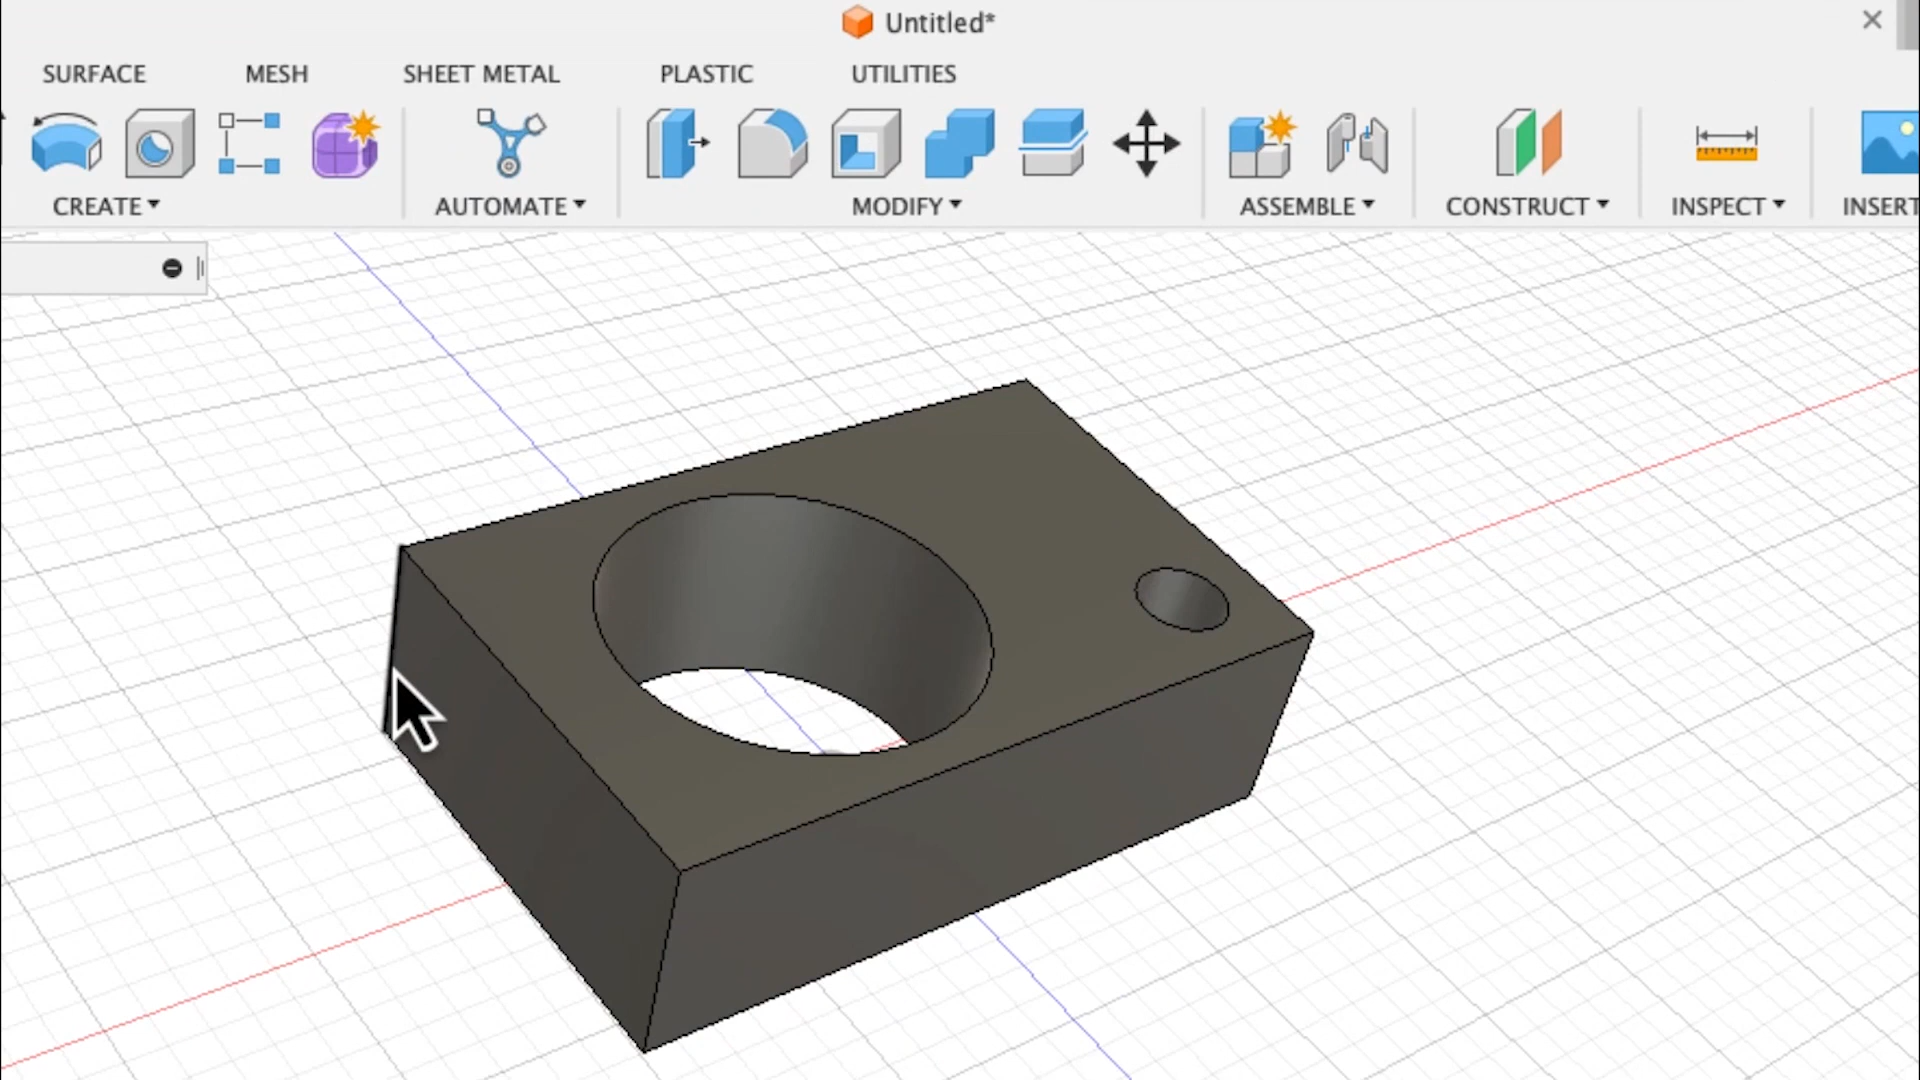 Untitled*
SURFACE MESH SHEET METAL PLASTIC UTILITIES
CREATE AUTOMATE MODIFY ASSEMBLE CONSTRUCT INSPECT INSERT